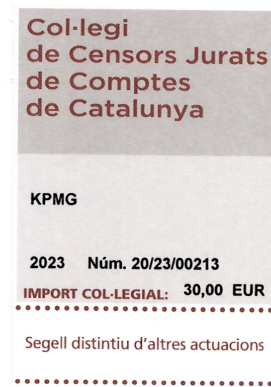 Col·legi
de Censors Jurats
de Comptes
de Catalunya
KPMG
2023 Núm. 20/23/00213
IMPORT COL·LEGIAL: 30,00 EUR
Segell distintiu d'altres actuacions